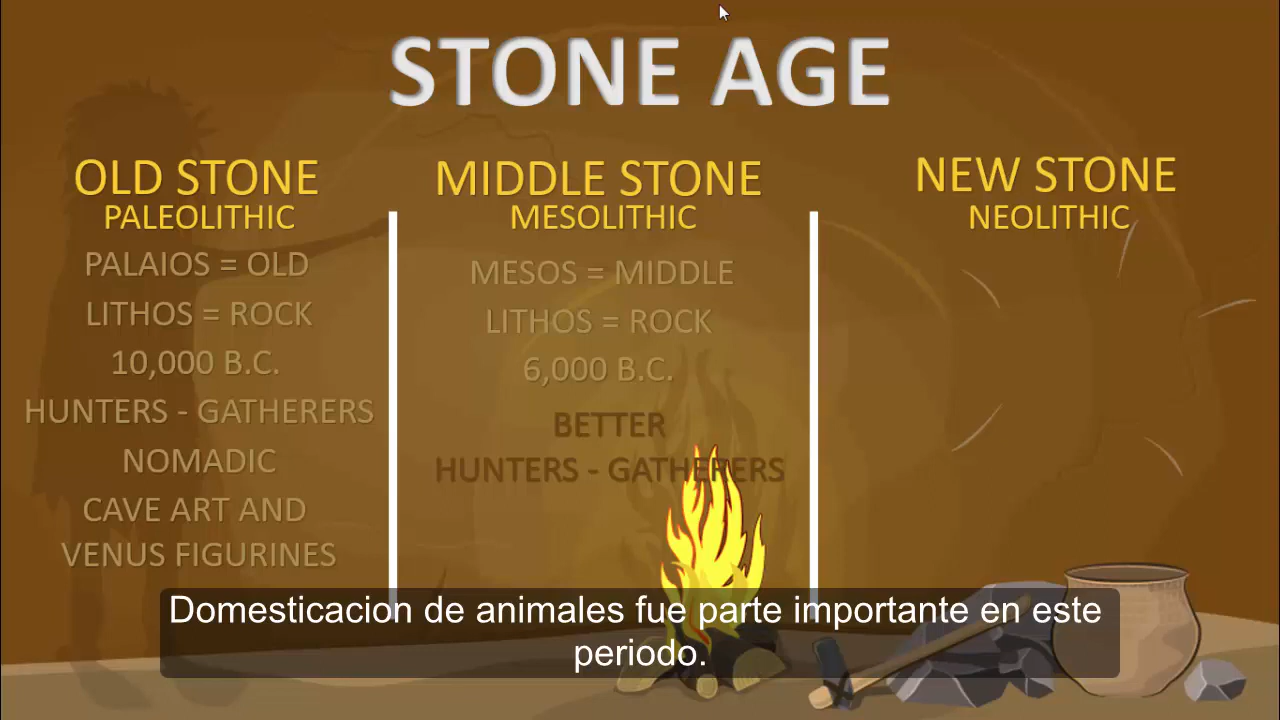 STONE AGE
OLD STONE
PALEOLITHIC
PALAIOS = OLD
LITHOS = ROCK
10,000 B.C.
HUNTERS - GATHERERS
NOMADIC
CAVE ART AND
VENUS FIGURINES
MIDDLE STONE
MESOLITHIC
MESOS = MIDDLE
LITHOS = ROCK
6,000 B.C.
BETTER
HUNTERS - GATHERERS
NEW STONE
NEOLITHIC
Domesticacion de animales fue parte importante en este
periodo.